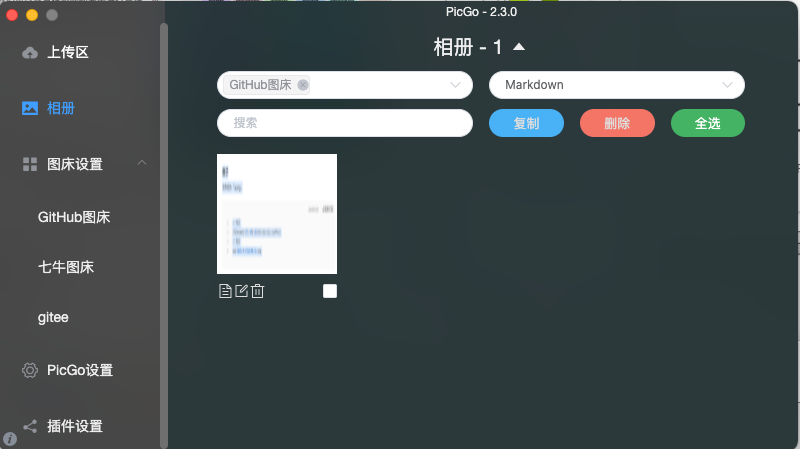 PicGo - 2.3.0
上传区
相册
图床设置
GitHub图床
七牛图床
gitee
PicGo设置
插件设置
相册 - 1
GitHub图床
Markdown
搜索
复制
删除
全选